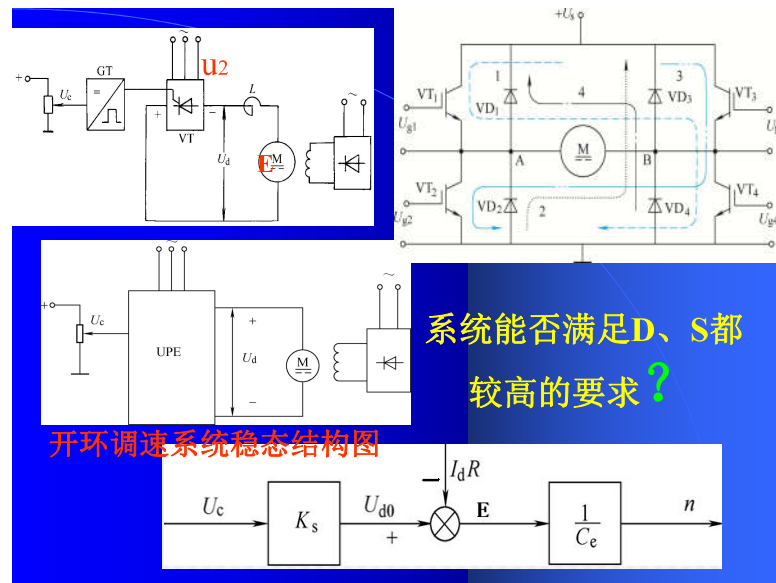 GT
VT
~
u2
L
+
Uc
=
+
−
Ud
E
M
~
+Us
VT1
VD1
1
4
3
VD3
VT3
Ug1
A
M
B
VT2
VD2
2
VD4
VT4
Ug2
Ug4
~
+
Uc
UPE
+
Ud
−
M
~
系统能否满足D、S都
较高的要求？
开环调速系统稳态结构图
Uc
Ks
Ud0
+
−
IdR
E
1
Ce
n